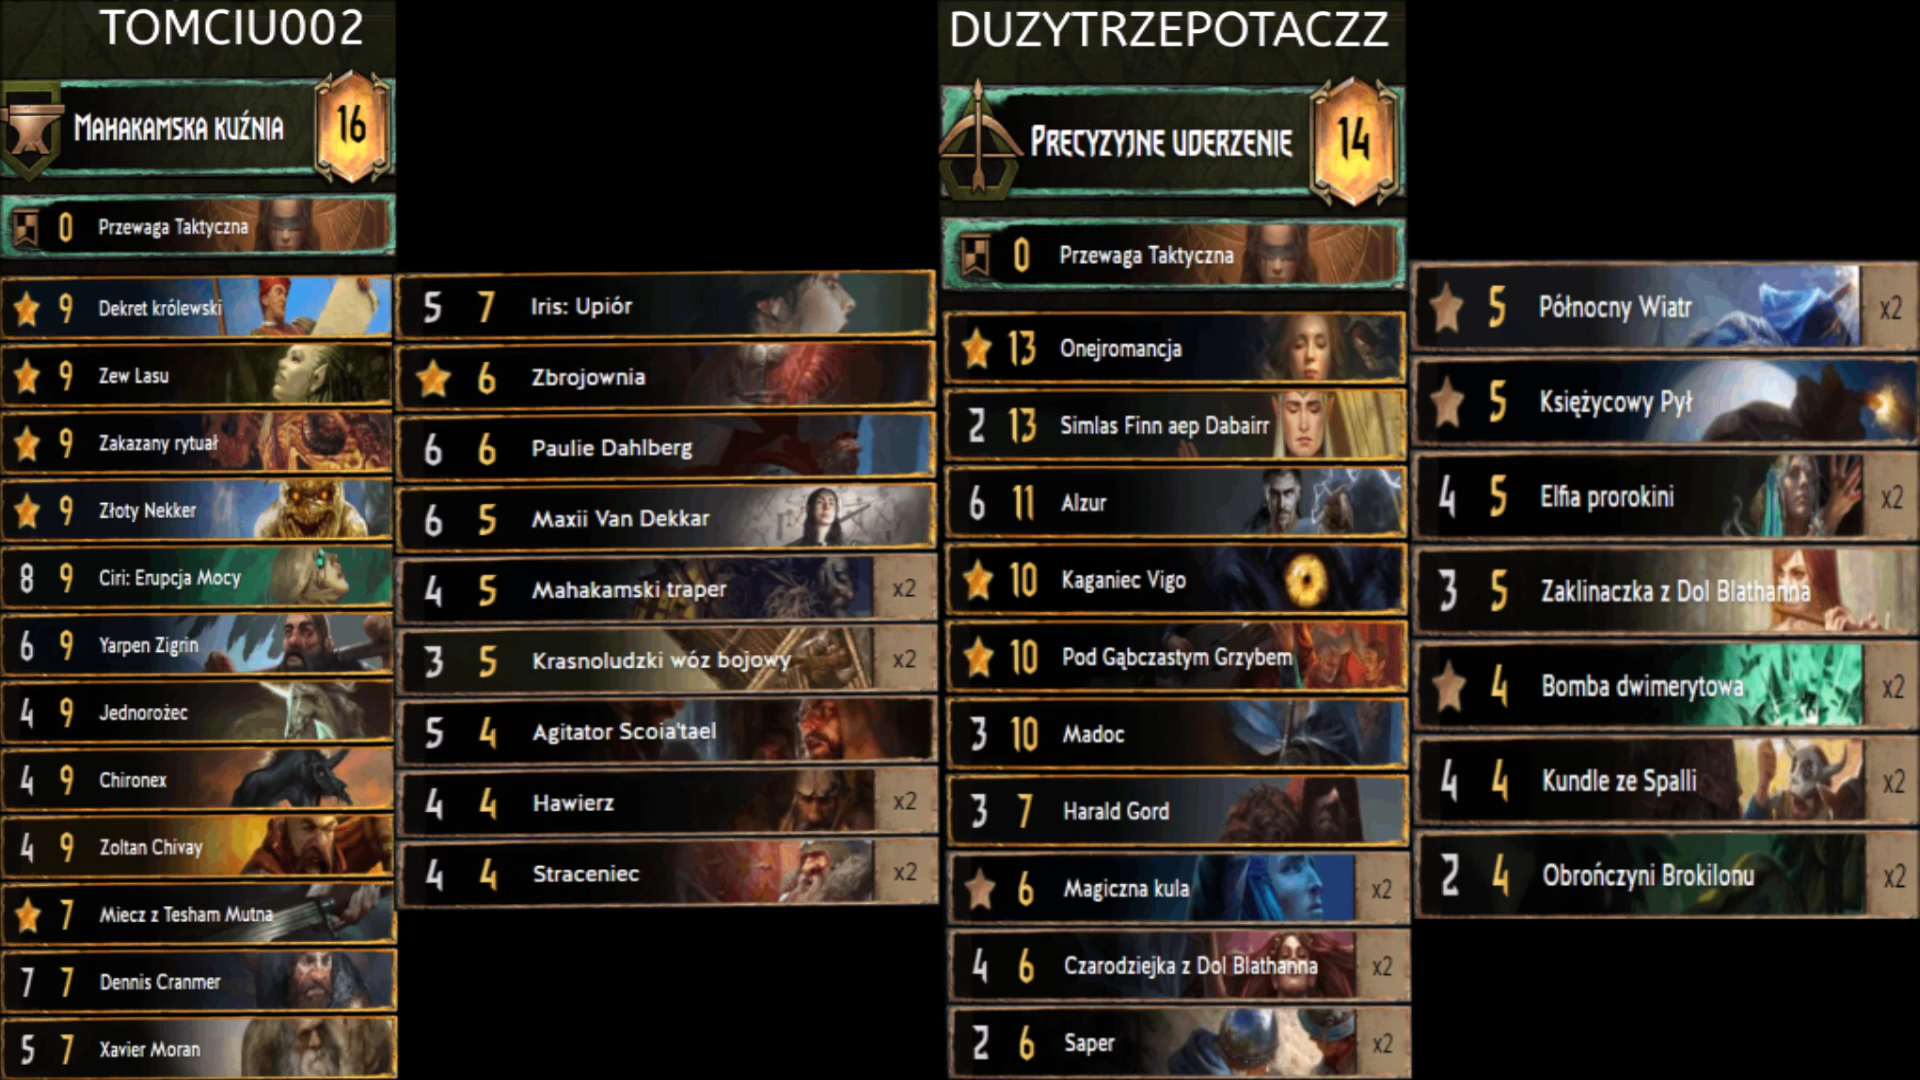 TOMCIU002
MAHAKAMSKA KUŹNIA 16
0 Przewaga Taktyczna
9 Dekret królewski
9 Zew Lasu
9 Zakazany rytuał
9 Złoty Nekker
8 9 Ciri: Erupcja Mocy
6 9 Yarpen Zigrin
4 9 Jednorożec
4 9 Chironex
4 9 Zoltan Chivay
7 Miecz z Tesham Mutna
7 7 Dennis Cranmer
5 7 Xavier Moran
5 7 Iris: Upiór
6 Zbrojownia
6 6 Paulie Dahlberg
6 5 Maxii Van Dekkar
4 5 Mahakamski traper x2
3 5 Krasnoludzki wóz bojowy x2
5 4 Agitator Scoia'tael
4 4 Hawierz x2
4 4 Straceniec x2
DUZYTRZEPOTACZZ
PRECYZYJNE UDERZENIE 14
0 Przewaga Taktyczna
13 Onejromancja
2 13 Simlas Finn aep Dabairr
6 11 Alzur
10 Kaganiec Vigo
10 Pod Gąbczastym Grzybem
3 10 Madoc
3 7 Harald Gord
6 Magiczna kula x2
4 6 Czarodziejka z Dol Blathanna x2
2 6 Saper x2
5 Północny Wiatr x2
5 Księżycowy Pył
4 5 Elfia prorokini x2
3 5 Zaklinaczka z Dol Blathanna
4 Bomba dwimerytowa x2
4 4 Kundle ze Spalli x2
2 4 Obrończyni Brokilonu x2